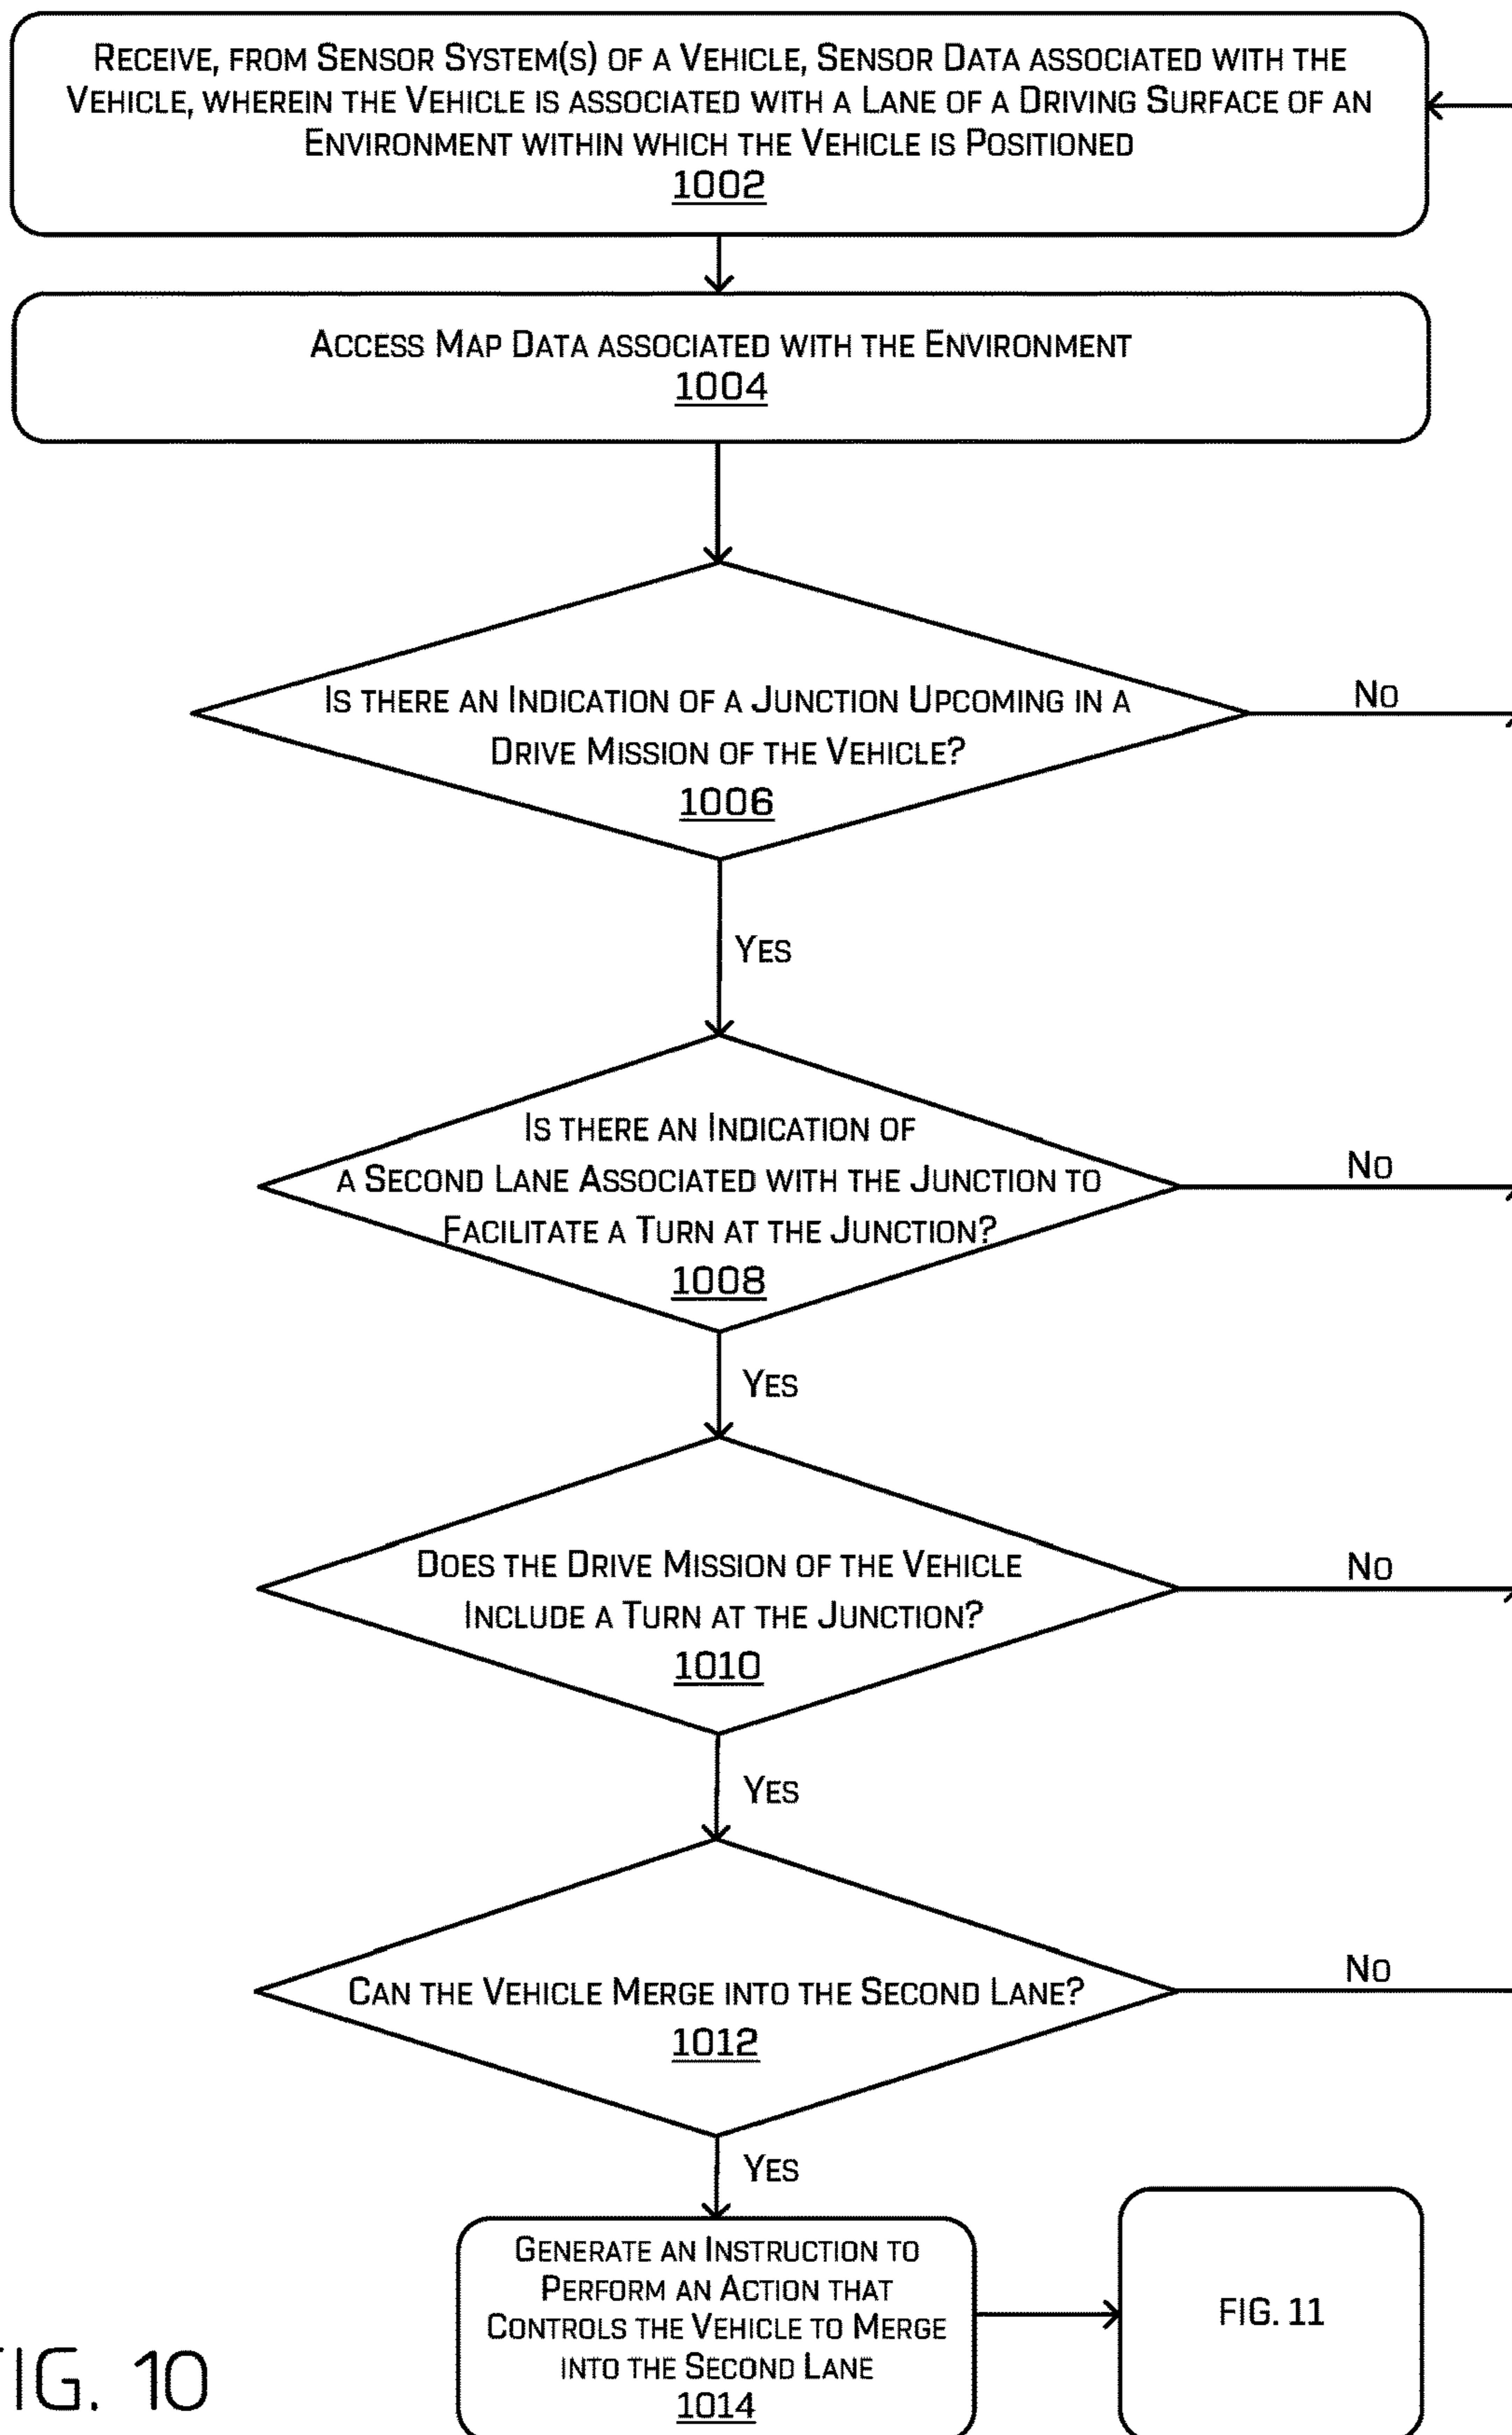 Receive, from Sensor System(s) of a Vehicle, Sensor Data associated with the
Vehicle, wherein the Vehicle is associated with a Lane of a Driving Surface of an
Environment within which the Vehicle is Positioned
1002
Access Map Data associated with the Environment
1004
Is there an Indication of a Junction Upcoming in a
Drive Mission of the Vehicle?
1006
No
Yes
Is there an Indication of
a Second Lane Associated with the Junction to
Facilitate a Turn at the Junction?
1008
No
Yes
Does the Drive Mission of the Vehicle
Include a Turn at the Junction?
1010
No
Yes
Can the Vehicle Merge into the Second Lane?
1012
No
Yes
Generate an Instruction to
Perform an Action that
Controls the Vehicle to Merge
into the Second Lane
1014
FIG. 11
IG. 10